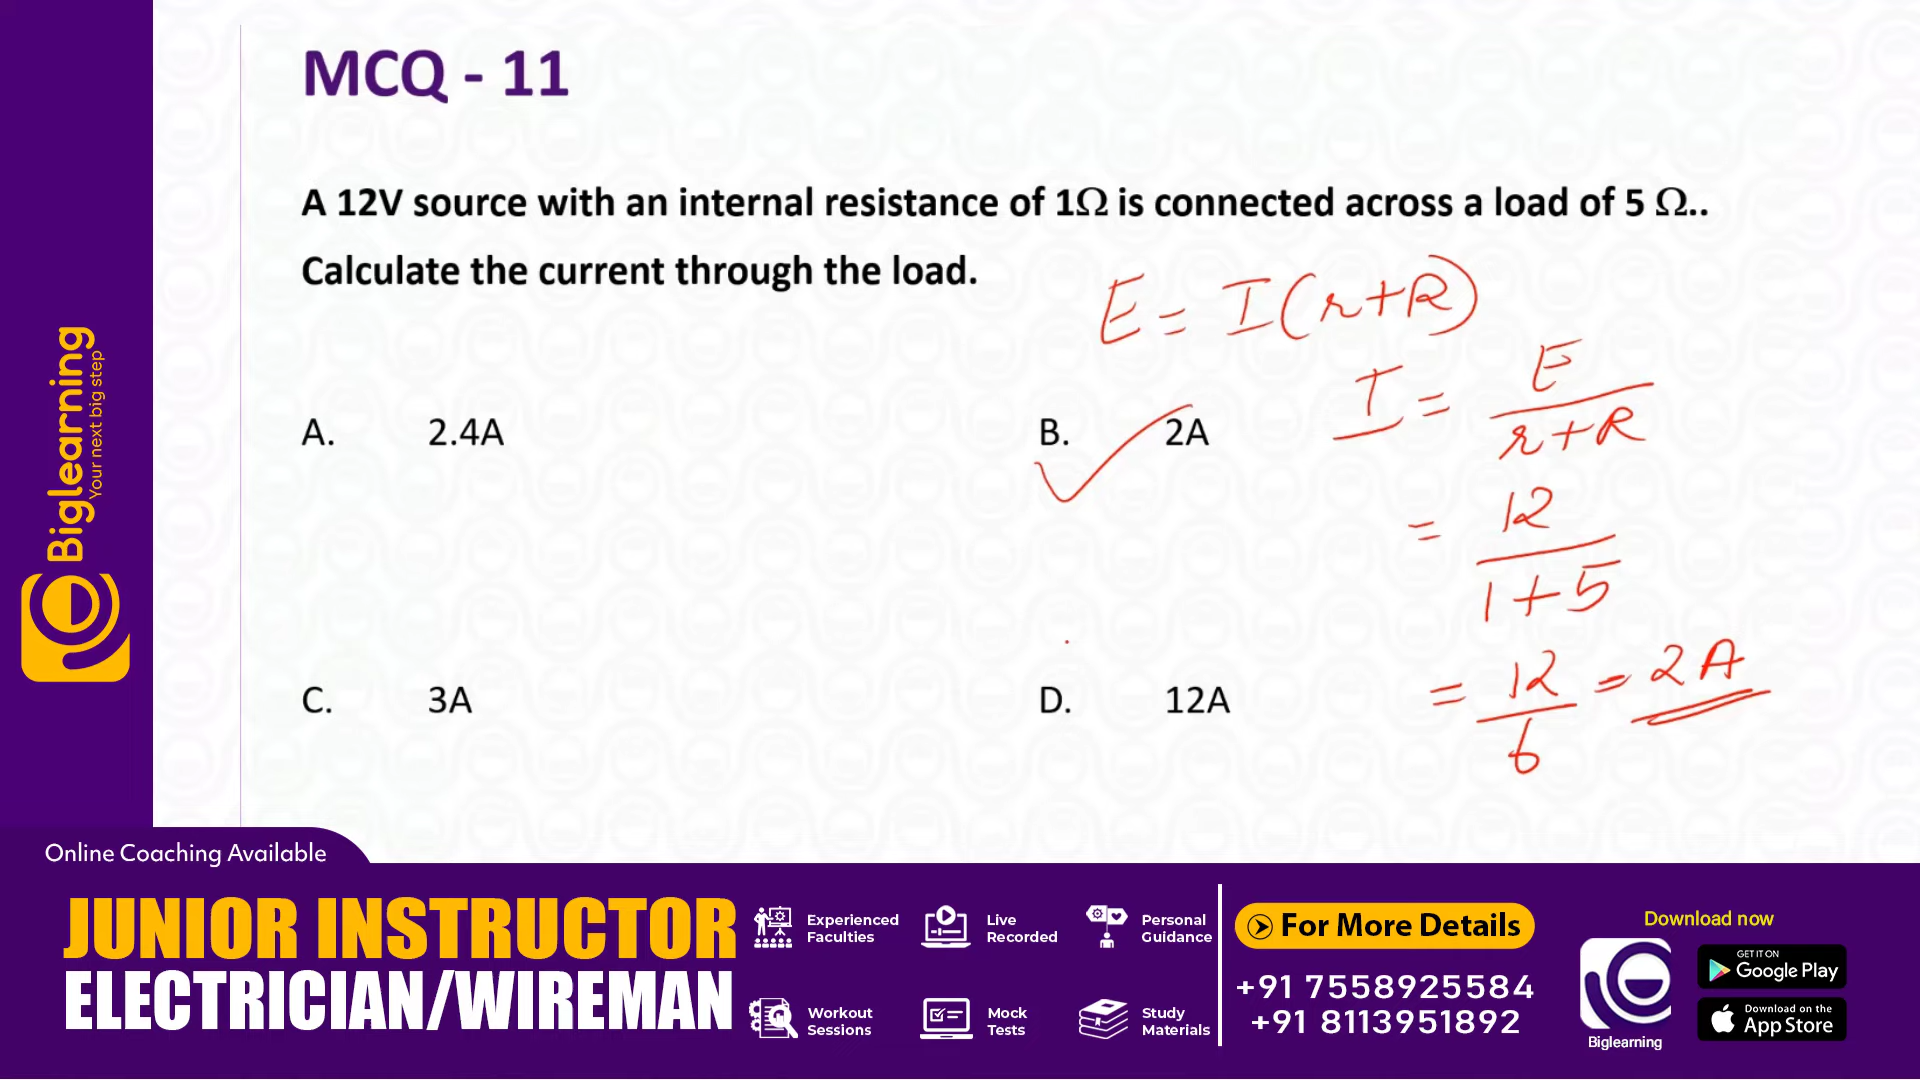 MCQ - 11
A 12V source with an internal resistance of 1Ω is connected across a load of 5 Ω..
Calculate the current through the load.
E = I(r+R)
I = E
r+R
A. 2.4A
B. 2A
= 12
1+5
C. 3A
D. 12A
= 12 = 2A
6
Biglearning
Your next big step
Online Coaching Available
JUNIOR INSTRUCTOR
ELECTRICIAN/WIREMAN
Experienced
Faculties
Live
Recorded
Personal
Guidance
Workout
Sessions
Mock
Tests
Study
Materials
For More Details
+91 7558925584
+91 8113951892
Download now
Biglearning
GET IT ON
Google Play
Download on the
App Store